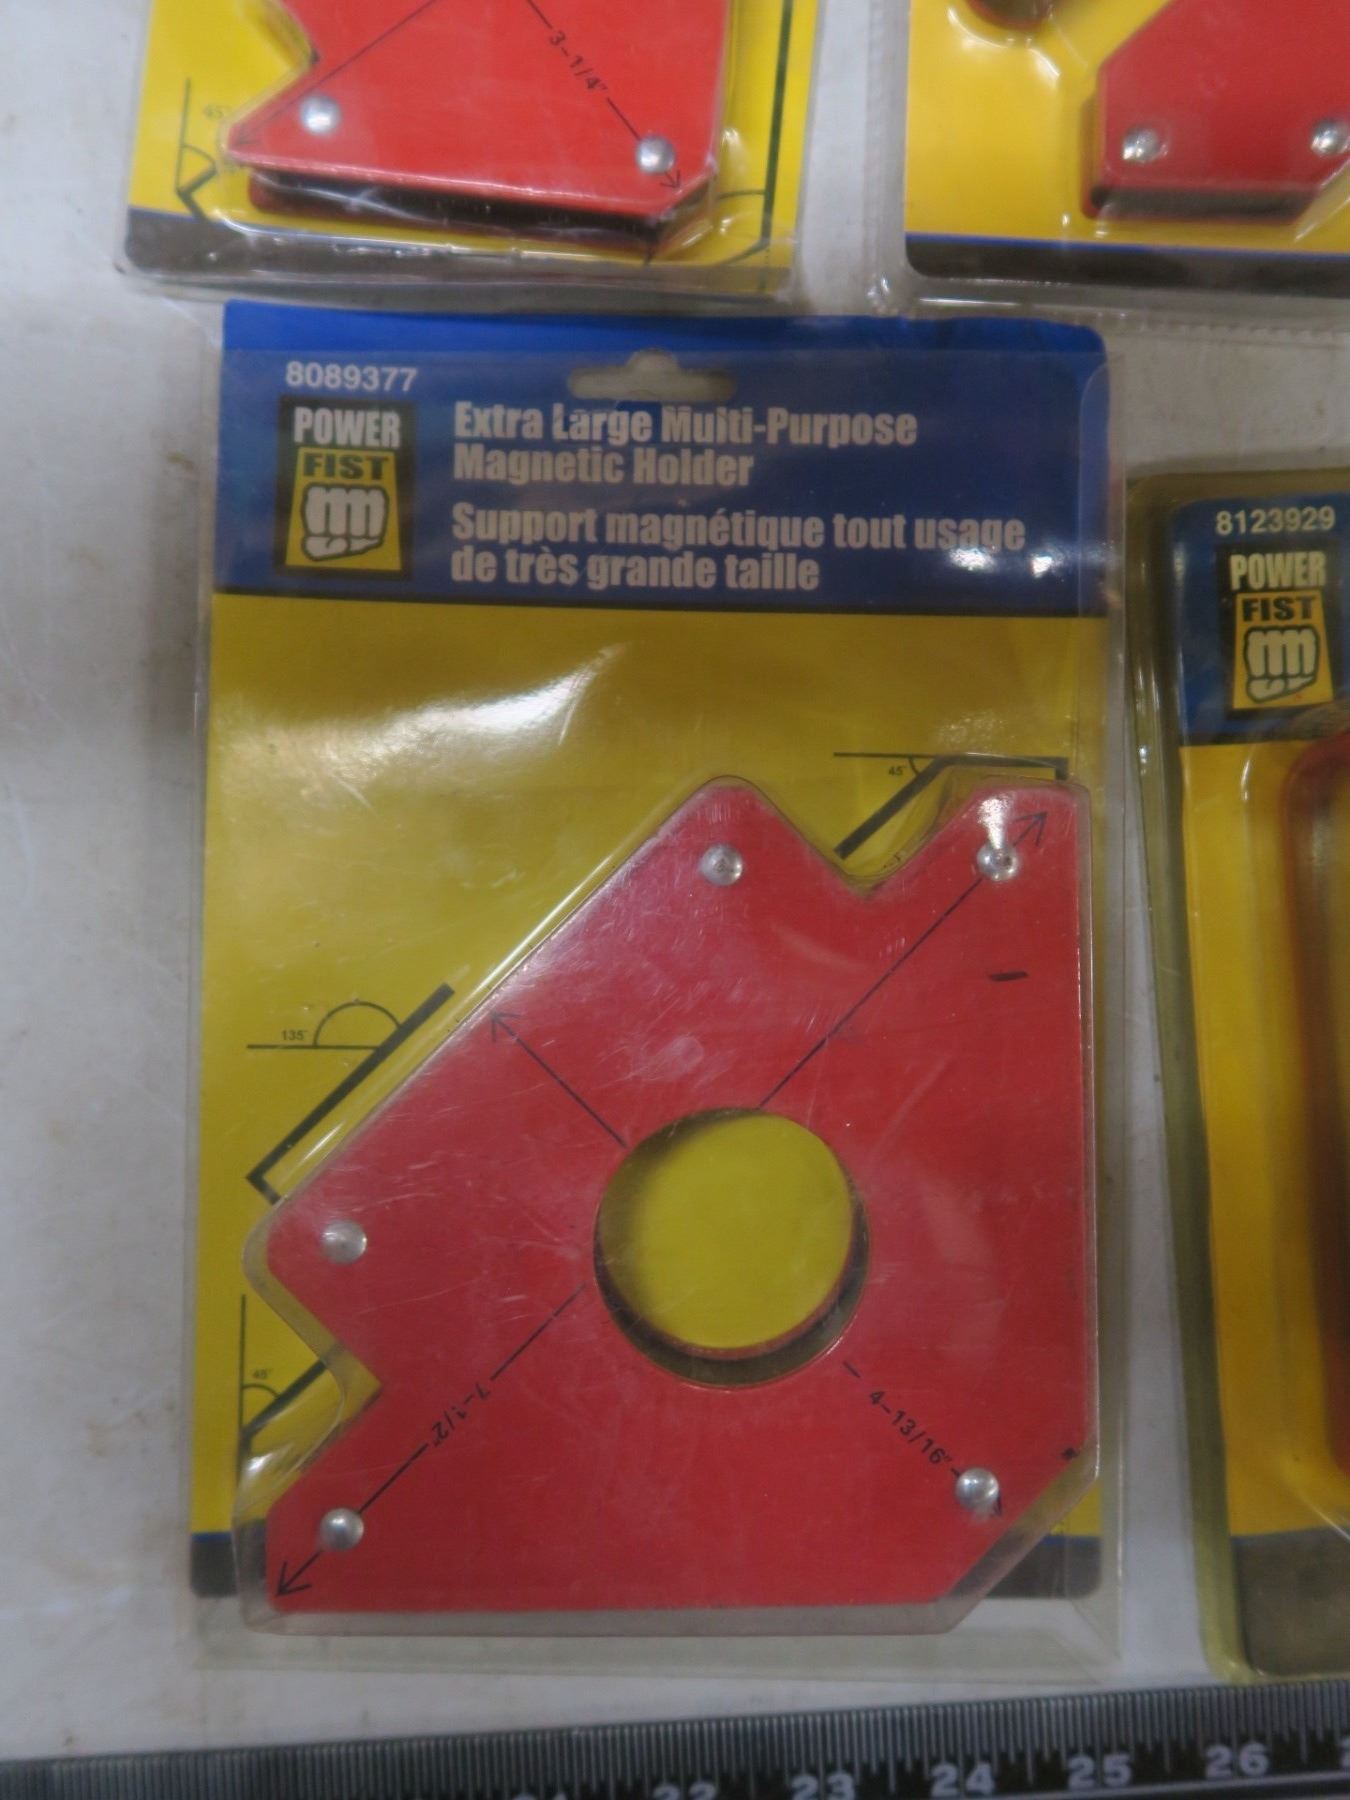 3-1/4"
45°
8089377
POWER
FIST
Extra Large Multi-Purpose
Magnetic Holder
Support magnétique tout usage
de très grande taille
8123929
POWER
FIST
45°
135°
45°
7-1/2"
4-13/16"
22 23 24 25 26